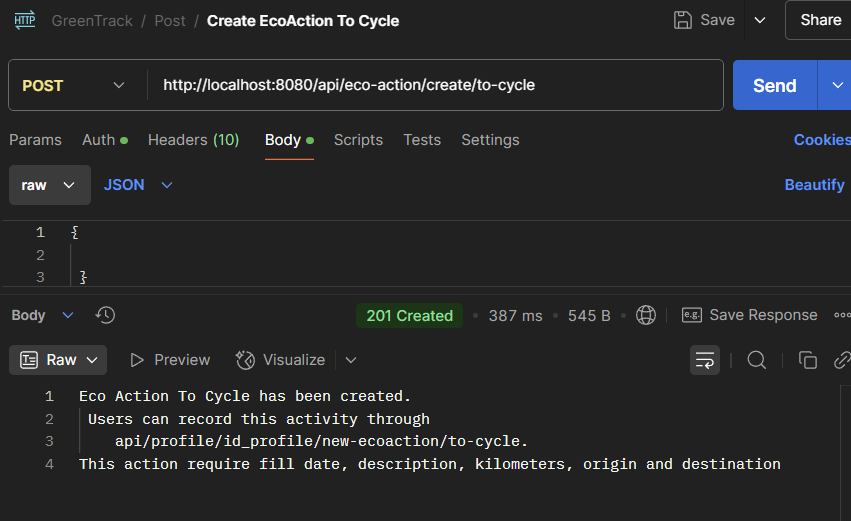 HTTP GreenTrack / Post / Create EcoAction To Cycle Save Share
POST http://localhost:8080/api/eco-action/create/to-cycle Send
Params Auth Headers (10) Body Scripts Tests Settings Cookies
raw JSON Beautify
1 {
2
3 }
Body 201 Created 387 ms 545 B e.g. Save Response
Raw Preview Visualize
1 Eco Action To Cycle has been created.
2 Users can record this activity through
3 api/profile/id_profile/new-ecoaction/to-cycle.
4 This action require fill date, description, kilometers, origin and destination